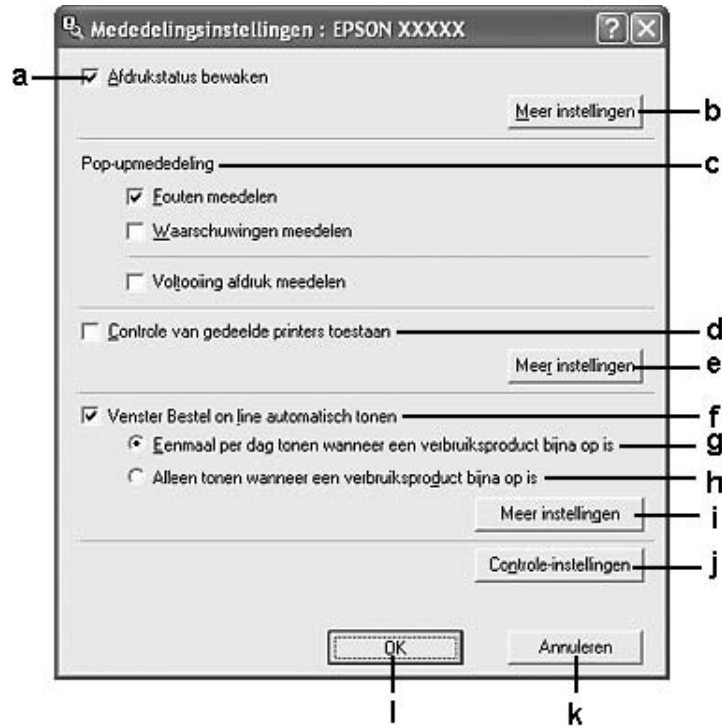 Mededelingsinstellingen : EPSON XXXXX
a
Afdrukstatus bewaken
Meer instellingen
b
Pop-upmededeling
c
Fouten meedelen
Waarschuwingen meedelen
Voltooiing afdruk meedelen
Controle van gedeelde printers toestaan
d
Meer instellingen
e
Venster Bestel on line automatisch tonen
f
Eenmaal per dag tonen wanneer een verbruiksproduct bijna op is
g
Alleen tonen wanneer een verbruiksproduct bijna op is
h
Meer instellingen
i
Controle-instellingen
j
OK
Annuleren
l
k